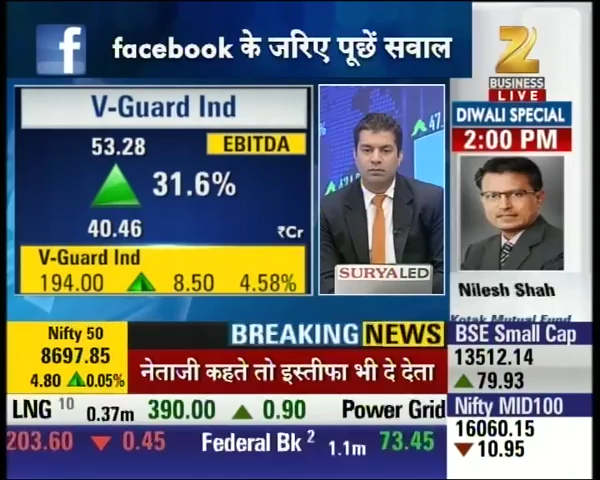 facebook के जरिए पूछें सवाल
Z
BUSINESS
LIVE
DIWALI SPECIAL
2:00 PM
V-Guard Ind
53.28
EBITDA
31.6%
40.46
₹Cr
V-Guard Ind
194.00 8.50 4.58%
47.
SURYA LED
Nilesh Shah
Kotak Mutual Fund
Nifty 50
8697.85
4.80 0.05%
BREAKING NEWS
नेताजी कहते तो इस्तीफा भी दे देता
BSE Small Cap
13512.14
79.93
LNG 10 0.37m 390.00 0.90 Power Grid
203.60 0.45 Federal Bk 2 1.1m 73.45
Nifty MID100
16060.15
10.95